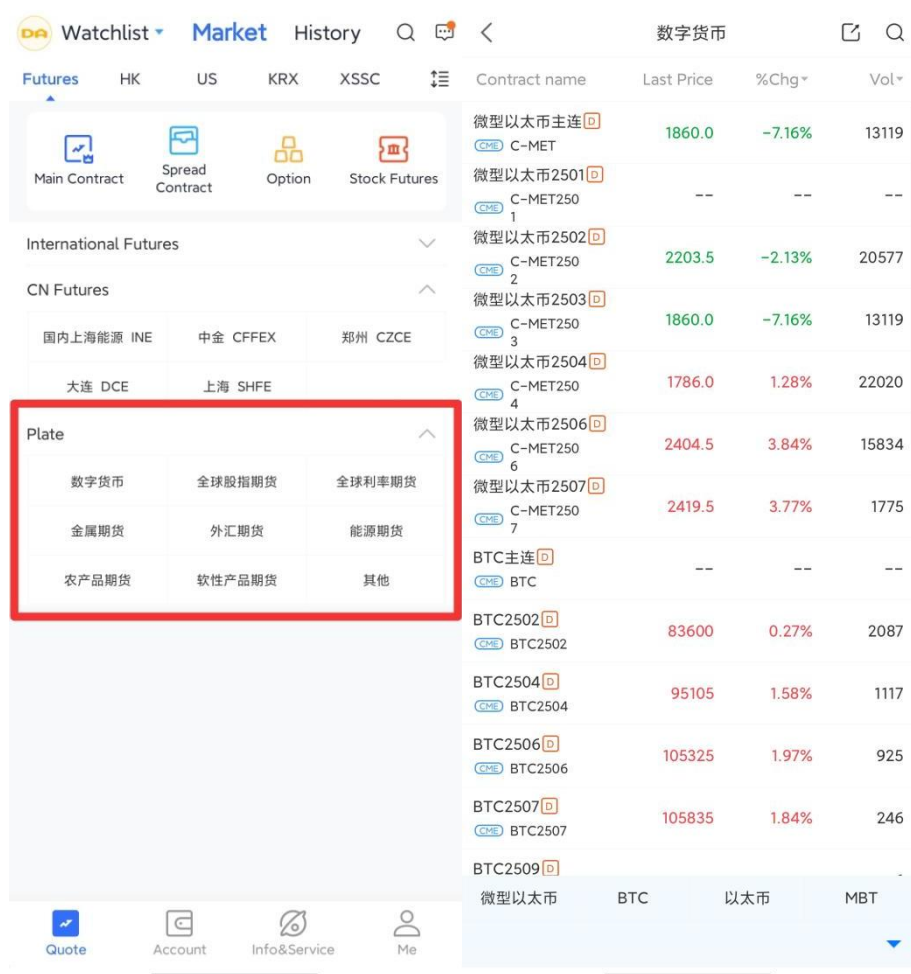 DA Watchlist Market History
Futures HK US KRX XSSC
Main Contract
Spread
Contract
Option
Stock Futures
International Futures
CN Futures
国内上海能源 INE 中金 CFFEX 郑州 CZCE
大连 DCE 上海 SHFE
Plate
数字货币 全球股指期货 全球利率期货
金属期货 外汇期货 能源期货
农产品期货 软性产品期货 其他
Quote Account Info&Service Me
数字货币
Contract name Last Price %Chg Vol
微型以太币主连 D
CME C-MET 1860.0 -7.16% 13119
微型以太币2501 D
CME C-MET250
1
-- -- --
微型以太币2502 D
CME C-MET250
2
2203.5 -2.13% 20577
微型以太币2503 D
CME C-MET250
3
1860.0 -7.16% 13119
微型以太币2504 D
CME C-MET250
4
1786.0 1.28% 22020
微型以太币2506 D
CME C-MET250
6
2404.5 3.84% 15834
微型以太币2507 D
CME C-MET250
7
2419.5 3.77% 1775
BTC主连 D
CME BTC -- -- --
BTC2502 D
CME BTC2502 83600 0.27% 2087
BTC2504 D
CME BTC2504 95105 1.58% 1117
BTC2506 D
CME BTC2506 105325 1.97% 925
BTC2507 D
CME BTC2507 105835 1.84% 246
BTC2509 D
微型以太币 BTC 以太币 MBT